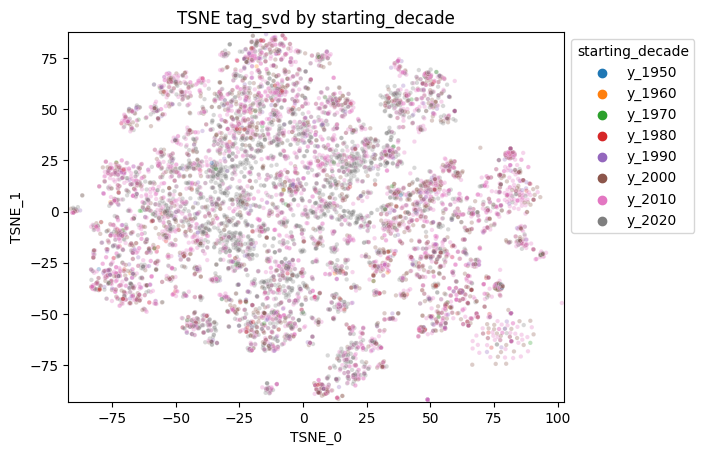 TSNE tag_svd by starting_decade
starting_decade
y_1950
y_1960
y_1970
y_1980
y_1990
y_2000
y_2010
y_2020
TSNE_1
75
50
25
0
−25
−50
−75
−75 −50 −25 0 25 50 75 100
TSNE_0